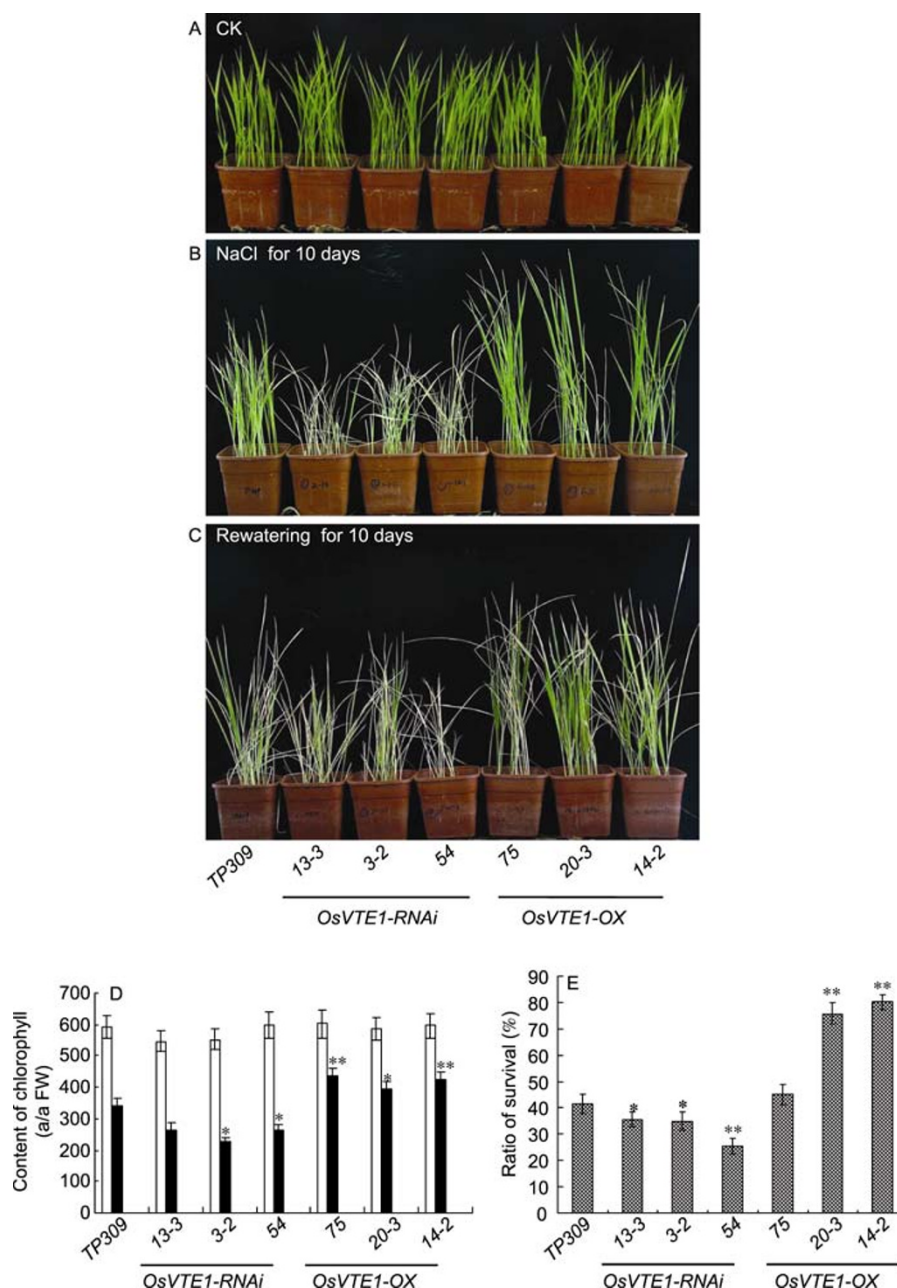 A CK
B NaCl for 10 days
C Rewatering for 10 days
TP309 13-3 3-2 54 75 20-3 14-2
OsVTE1-RNAi OsVTE1-OX
D
Content of chlorophyll
(a/a FW)
700
600
500
400
300
200
100
0
* * ** * **
TP309 13-3 3-2 54 75 20-3 14-2
OsVTE1-RNAi OsVTE1-OX
E
Ratio of survival (%)
90
80
70
60
50
40
30
20
10
0
* * ** ** **
TP309 13-3 3-2 54 75 20-3 14-2
OsVTE1-RNAi OsVTE1-OX